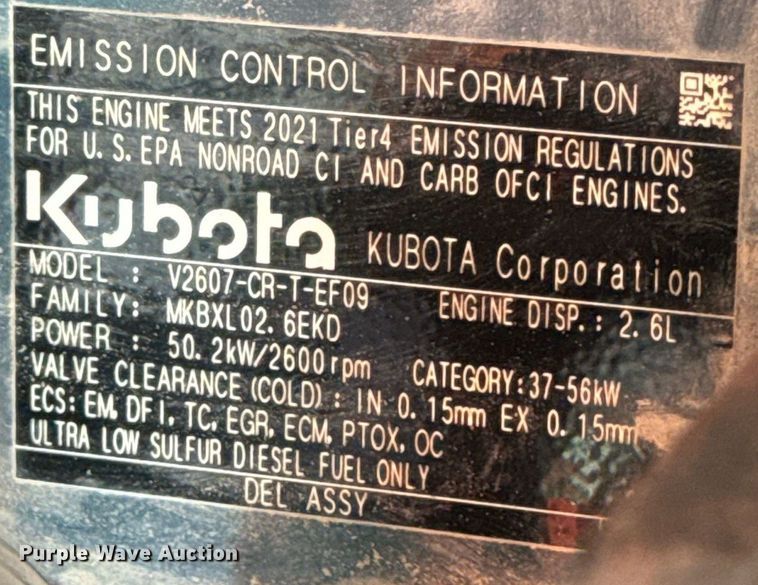 EMISSION CONTROL INFORMATION
THIS ENGINE MEETS 2021 Tier4 EMISSION REGULATIONS
FOR U.S.EPA NONROAD CI AND CARB OFCI ENGINES.
Kubota KUBOTA Corporation
MODEL : V2607-CR-T-EF09 ENGINE DISP.: 2.6L
FAMILY: MKBXL02.6EKD
POWER : 50.2kW/2600rpm CATEGORY:37-56kW
VALVE CLEARANCE(COLD): IN 0.15mm EX 0.15mm
ECS:EM,DFI,TC,EGR,ECM,PTOX,OC
ULTRA LOW SULFUR DIESEL FUEL ONLY
DEL ASSY
Purple Wave Auction